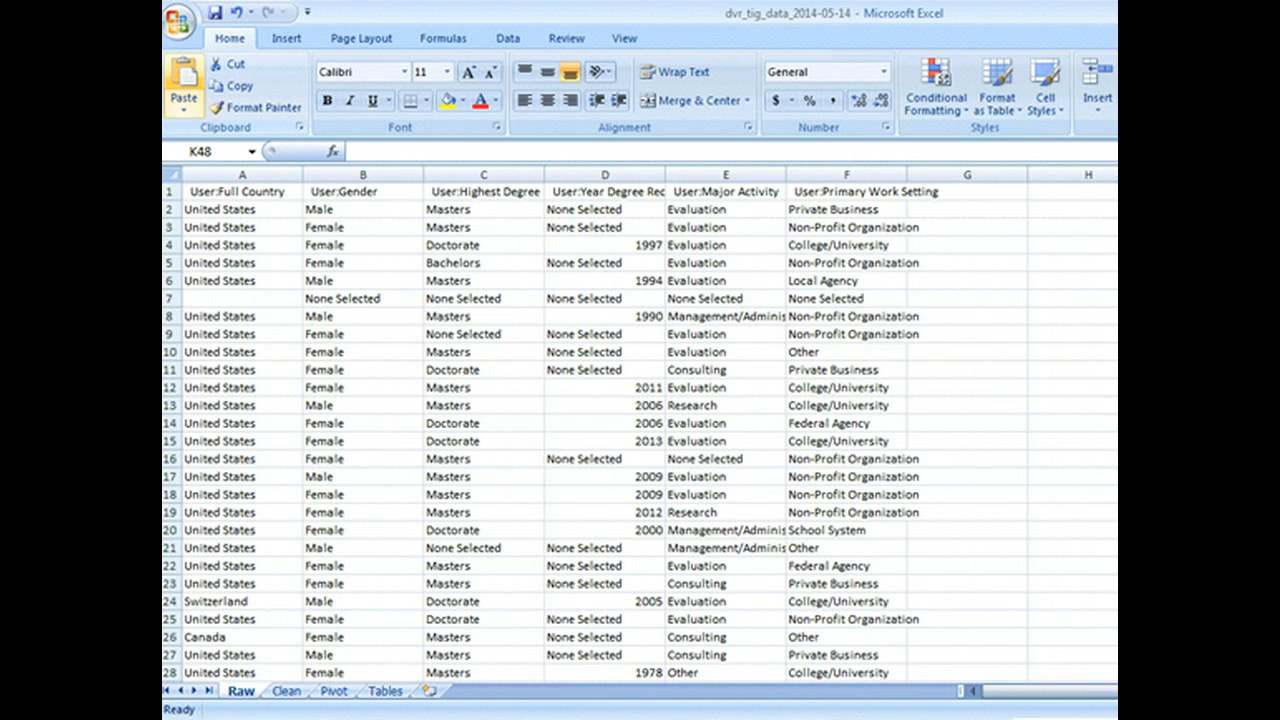 dvr_tig_data_2014-05-14 - Microsoft Excel
Home Insert Page Layout Formulas Data Review View
Cut
Copy
Format Painter
Paste
Calibri 11
B I U
Wrap Text
Merge & Center
General
$ % ,
Conditional Formatting
Format as Table
Cell Styles
Insert
Clipboard Font Alignment Number Styles
K48 fx
A B C D E F G H
1 User:Full Country User:Gender User:Highest Degree User:Year Degree Rec User:Major Activity User:Primary Work Setting
2 United States Male Masters None Selected Evaluation Private Business
3 United States Female Masters None Selected Evaluation Non-Profit Organization
4 United States Female Doctorate 1997 Evaluation College/University
5 United States Female Bachelors None Selected Evaluation Non-Profit Organization
6 United States Male Masters 1994 Evaluation Local Agency
7 None Selected None Selected None Selected None Selected None Selected
8 United States Male Masters 1990 Management/Adminis Non-Profit Organization
9 United States Female None Selected None Selected Evaluation Non-Profit Organization
10 United States Female Masters None Selected Evaluation Other
11 United States Female Doctorate None Selected Consulting Private Business
12 United States Female Masters 2011 Evaluation College/University
13 United States Male Masters 2006 Research College/University
14 United States Female Doctorate 2006 Evaluation Federal Agency
15 United States Female Doctorate 2013 Evaluation College/University
16 United States Female Masters None Selected None Selected Non-Profit Organization
17 United States Male Masters 2009 Evaluation Non-Profit Organization
18 United States Female Masters 2009 Evaluation Non-Profit Organization
19 United States Female Masters 2012 Research Non-Profit Organization
20 United States Female Doctorate 2000 Management/Adminis School System
21 United States Male None Selected None Selected Management/Adminis Other
22 United States Female Masters None Selected Evaluation Federal Agency
23 United States Female Masters None Selected Consulting Private Business
24 Switzerland Male Doctorate 2005 Evaluation College/University
25 United States Female Doctorate None Selected Evaluation Non-Profit Organization
26 Canada Female Masters None Selected Consulting Other
27 United States Male Masters None Selected Consulting Private Business
28 United States Female Masters 1978 Other College/University
Raw Clean Pivot Tables
Ready